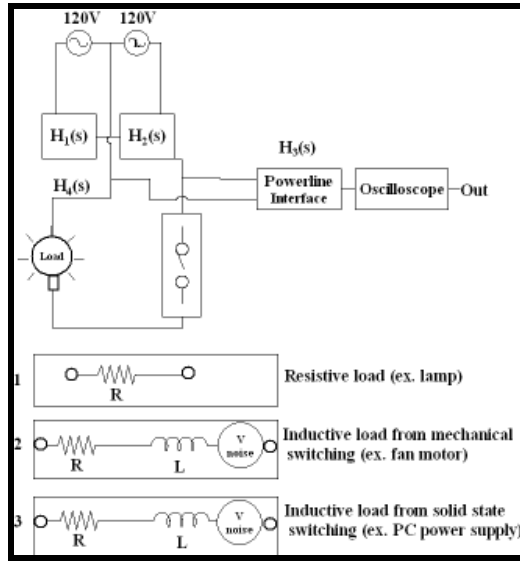 120V 120V
H1(s) H2(s)
H3(s)
Powerline
Interface
Oscilloscope
Out
H4(s)
Load
1
R
Resistive load (ex. lamp)
2
R
L
V
noise
Inductive load from mechanical
switching (ex. fan motor)
3
R
L
V
noise
Inductive load from solid state
switching (ex. PC power supply)